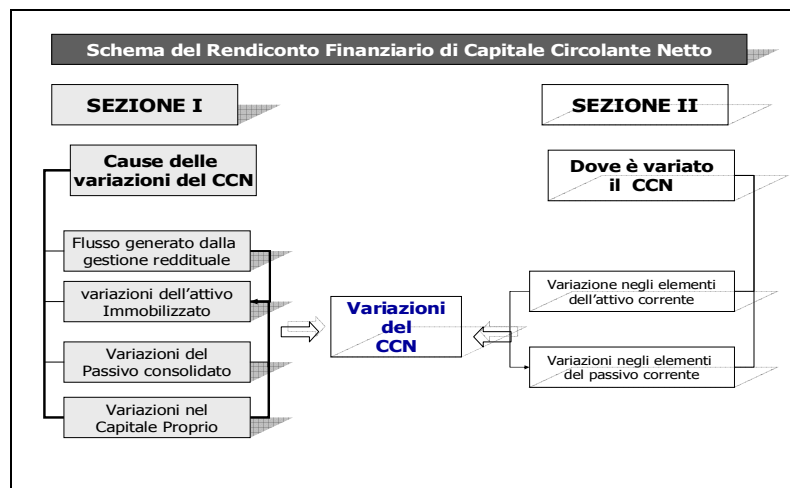 Schema del Rendiconto Finanziario di Capitale Circolante Netto
SEZIONE I
Cause delle
variazioni del CCN
Flusso generato dalla
gestione reddituale
variazioni dell’attivo
Immobilizzato
Variazioni del
Passivo consolidato
Variazioni nel
Capitale Proprio
Variazioni
del
CCN
SEZIONE II
Dove è variato
il CCN
Variazione negli elementi
dell’attivo corrente
Variazioni negli elementi
del passivo corrente